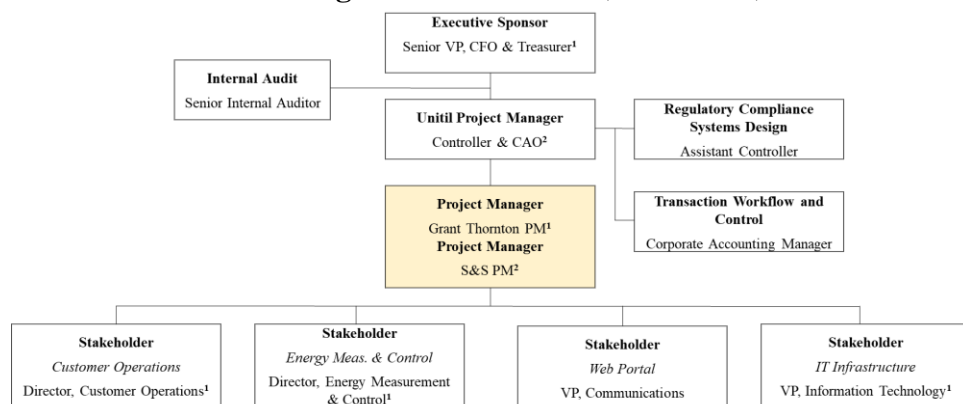 Executive Sponsor
Senior VP, CFO & Treasurer¹
Internal Audit
Senior Internal Auditor
Unitil Project Manager
Controller & CAO²
Regulatory Compliance
Systems Design
Assistant Controller
Transaction Workflow and
Control
Corporate Accounting Manager
Project Manager
Grant Thornton PM¹
Project Manager
S&S PM²
Stakeholder
Customer Operations
Director, Customer Operations¹
Stakeholder
Energy Meas. & Control
Director, Energy Measurement
& Control¹
Stakeholder
Web Portal
VP, Communications
Stakeholder
IT Infrastructure
VP, Information Technology¹